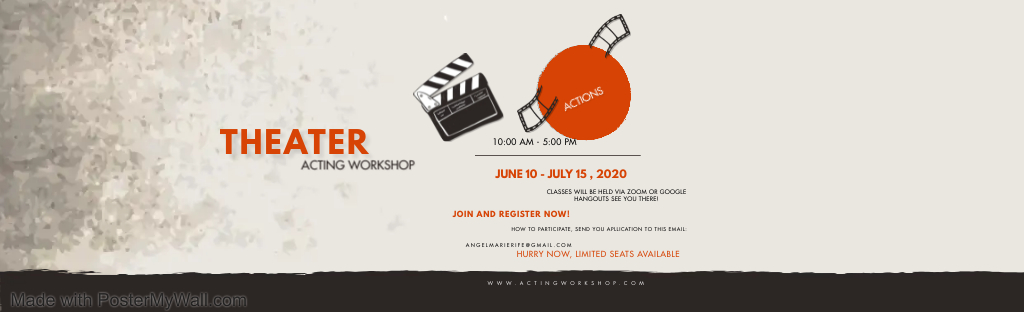 ACTIONS
THEATER
ACTING WORKSHOP
10:00 AM - 5:00 PM
JUNE 10 - JULY 15 , 2020
CLASSES WILL BE HELD VIA ZOOM OR GOOGLE
HANGOUTS SEE YOU THERE!
JOIN AND REGISTER NOW!
HOW TO PARTICIPATE, SEND YOU APLLICATION TO THIS EMAIL:
ANGELMARIERIFE@GMAIL.COM
HURRY NOW, LIMITED SEATS AVAILABLE
WWW.ACTINGWORKSHOP.COM
Made with PosterMyWall.com